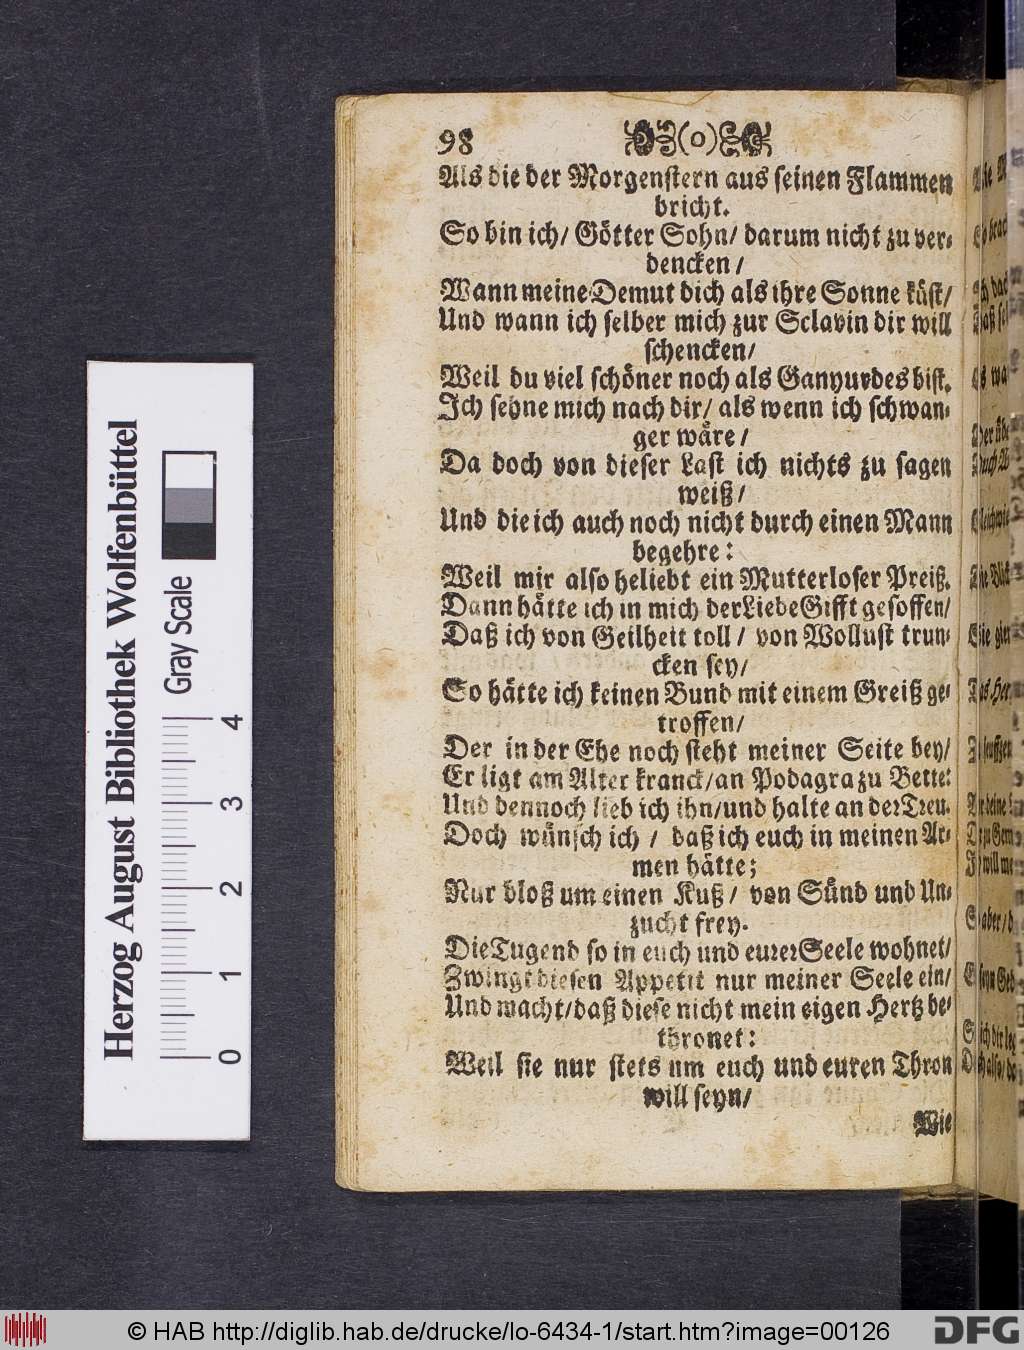 98 (o)
Als die der Morgenstern aus seinen Flammen
bricht.
So bin ich/ Götter Sohn/ darum nicht zu ver-
dencken/
Wann meine Demut dich als ihre Sonne küst/
Und wann ich selber mich zur Sclavin dir will
schencken/
Weil du viel schöner noch als Ganymedes bist.
Ich sehne mich nach dir/ als wenn ich schwan-
ger wäre/
Da doch von dieser Last ich nichts zu sagen
weiß/
Und die ich auch noch nicht durch einen Mann
begehre:
Weil mir also heliebt ein Mutterloser Preiß.
Dann hätte ich in mich der Liebe Gifft gesoffen/
Daß ich von Geilheit toll/ von Wollust trun-
cken sey/
So hätte ich keinen Bund mit einem Greiß ge-
troffen/
Der in der Ehe noch steht meiner Seite bey/
Er ligt am Alter kranck/an Podagra zu Bette:
Und dennoch lieb ich ihn/und halte an der Treu.
Doch wünsch ich / daß ich euch in meinen Ar-
men hätte;
Nur bloß um einen Kuß/ von Sünd und Un-
zucht frey.
Die Tugend so in euch und eurer Seele wohnet/
Zwingt diesen Appetit nur meiner Seele ein/
Und macht/daß diese nicht mein eigen Hertz be-
thronet:
Weil sie nur stets um euch und euren Thron
will seyn/
Wie
Herzog August Bibliothek Wolfenbüttel
Gray Scale
0 1 2 3 4
© HAB http://diglib.hab.de/drucke/lo-6434-1/start.htm?image=00126
DFG